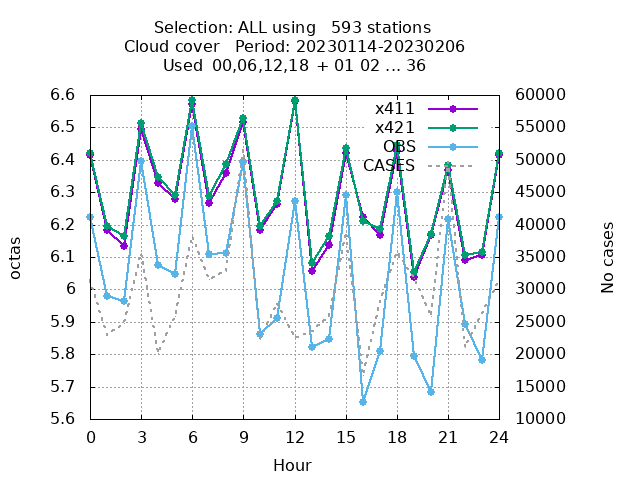 Selection: ALL using   593 stations
Cloud cover   Period: 20230114-20230206
Used  00,06,12,18 + 01 02 ... 36
6.6
6.5
6.4
6.3
6.2
6.1
6
5.9
5.8
5.7
5.6
octas
x411
x421
OBS
CASES
60000
55000
50000
45000
40000
35000
30000
25000
20000
15000
10000
No cases
0 3 6 9 12 15 18 21 24
Hour